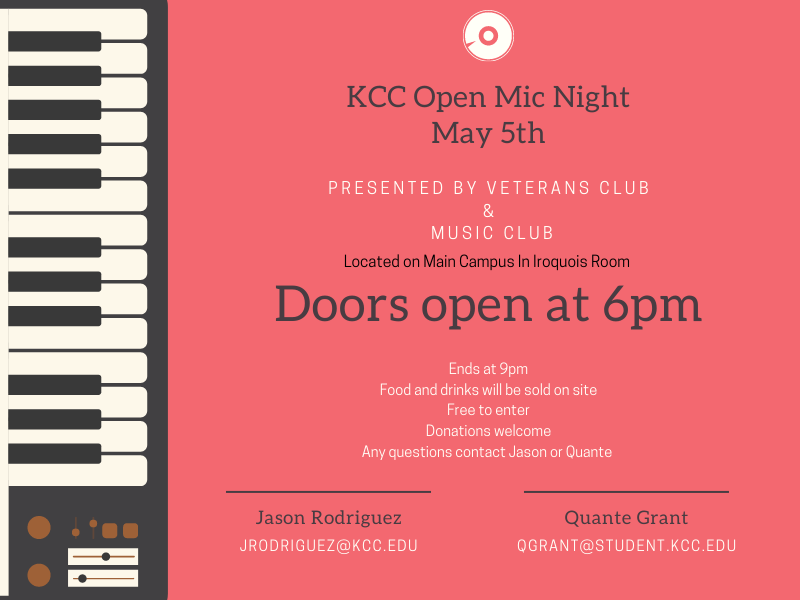 KCC Open Mic Night
May 5th
PRESENTED BY VETERANS CLUB
&
MUSIC CLUB
Located on Main Campus In Iroquois Room
Doors open at 6pm
Ends at 9pm
Food and drinks will be sold on site
Free to enter
Donations welcome
Any questions contact Jason or Quante
Jason Rodriguez
JRODRIGUEZ@KCC.EDU
Quante Grant
QGRANT@STUDENT.KCC.EDU